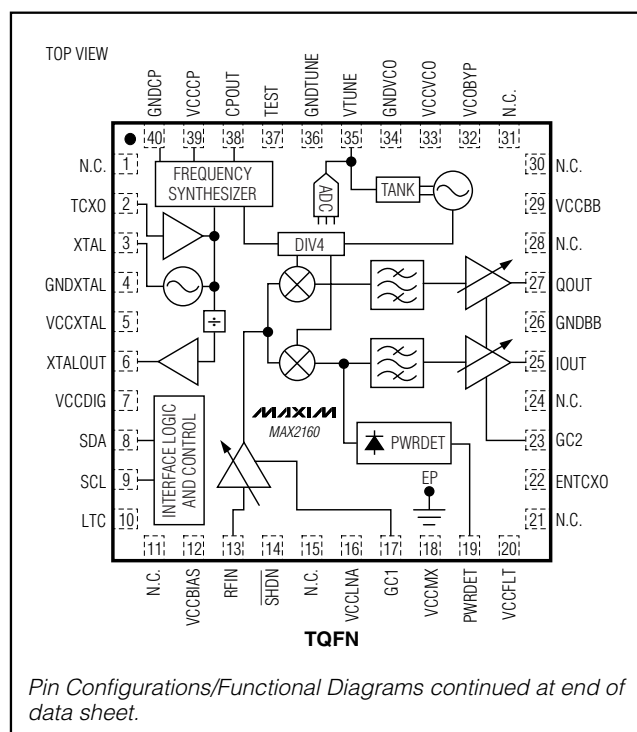 TOP VIEW
GNDCP
VCCCP
CPOUT
TEST
GNDTUNE
VTUNE
GNDVCO
VCCVCO
VCOBYP
N.C.
40
39
38
37
36
35
34
33
32
31
N.C. 1
TCXO 2
XTAL 3
GNDXTAL 4
VCCXTAL 5
XTALOUT 6
VCCDIG 7
SDA 8
SCL 9
LTC 10
FREQUENCY
SYNTHESIZER
ADC
TANK
DIV4
÷
INTERFACE LOGIC
AND CONTROL
MAXIM
MAX2160
PWRDET
EP
30 N.C.
29 VCCBB
28 N.C.
27 QOUT
26 GNDBB
25 IOUT
24 N.C.
23 GC2
22 ENTCXO
21 N.C.
11
12
13
14
15
16
17
18
19
20
N.C.
VCCBIAS
RFIN
SHDN
N.C.
VCCLNA
GC1
VCCMX
PWRDET
VCCFLT
TQFN
Pin Configurations/Functional Diagrams continued at end of
data sheet.